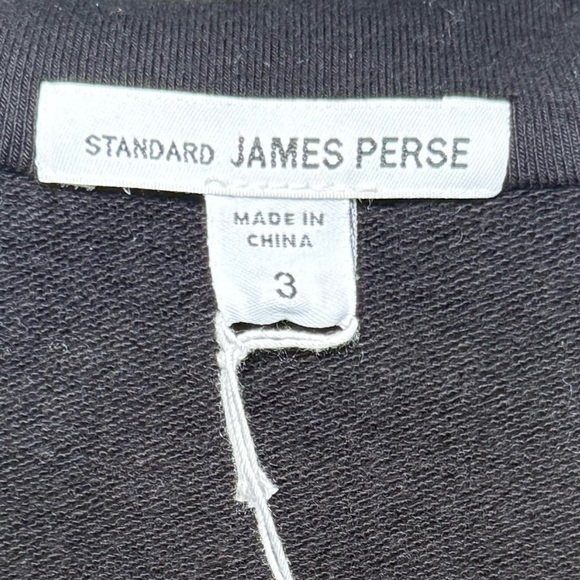 STANDARD JAMES PERSE
MADE IN
CHINA
3